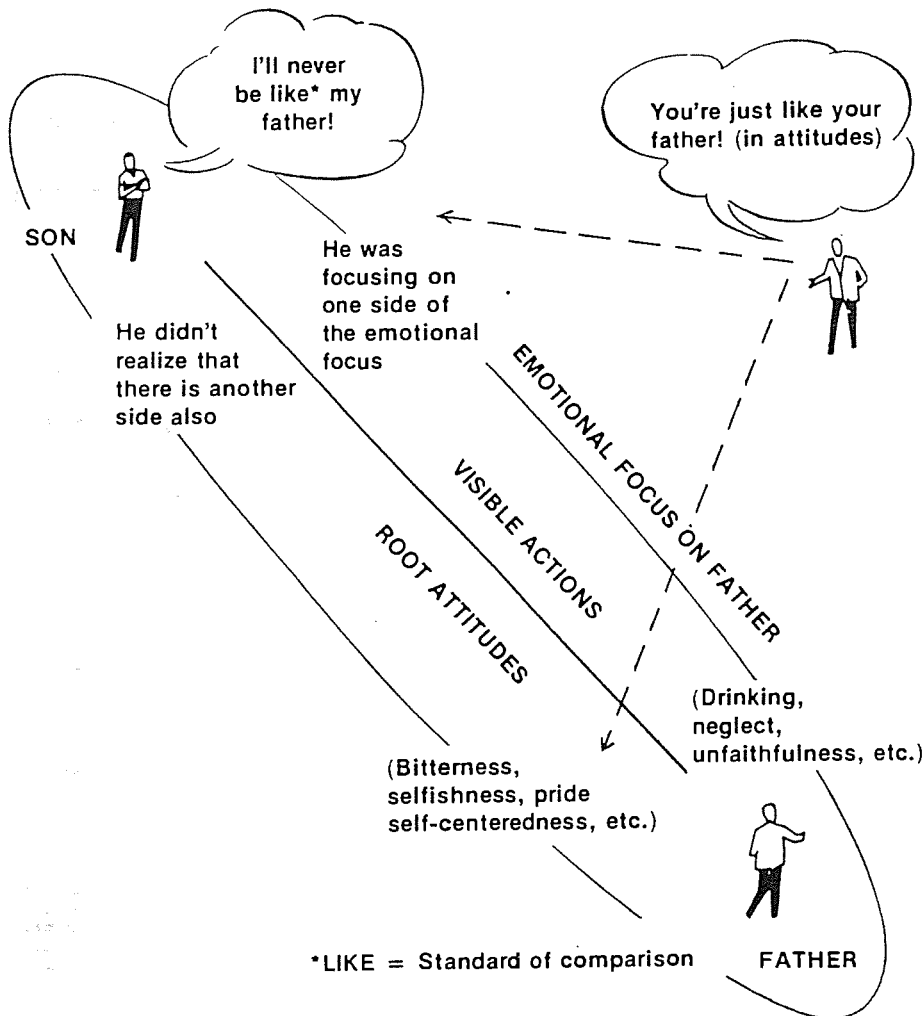 I'll never
be like* my
father!
You're just like your
father! (in attitudes)
SON
He was
focusing on
one side of
the emotional
focus
He didn't
realize that
there is another
side also
EMOTIONAL FOCUS ON FATHER
VISIBLE ACTIONS
ROOT ATTITUDES
(Drinking,
neglect,
unfaithfulness, etc.)
(Bitterness,
selfishness, pride
self-centeredness, etc.)
*LIKE = Standard of comparison
FATHER